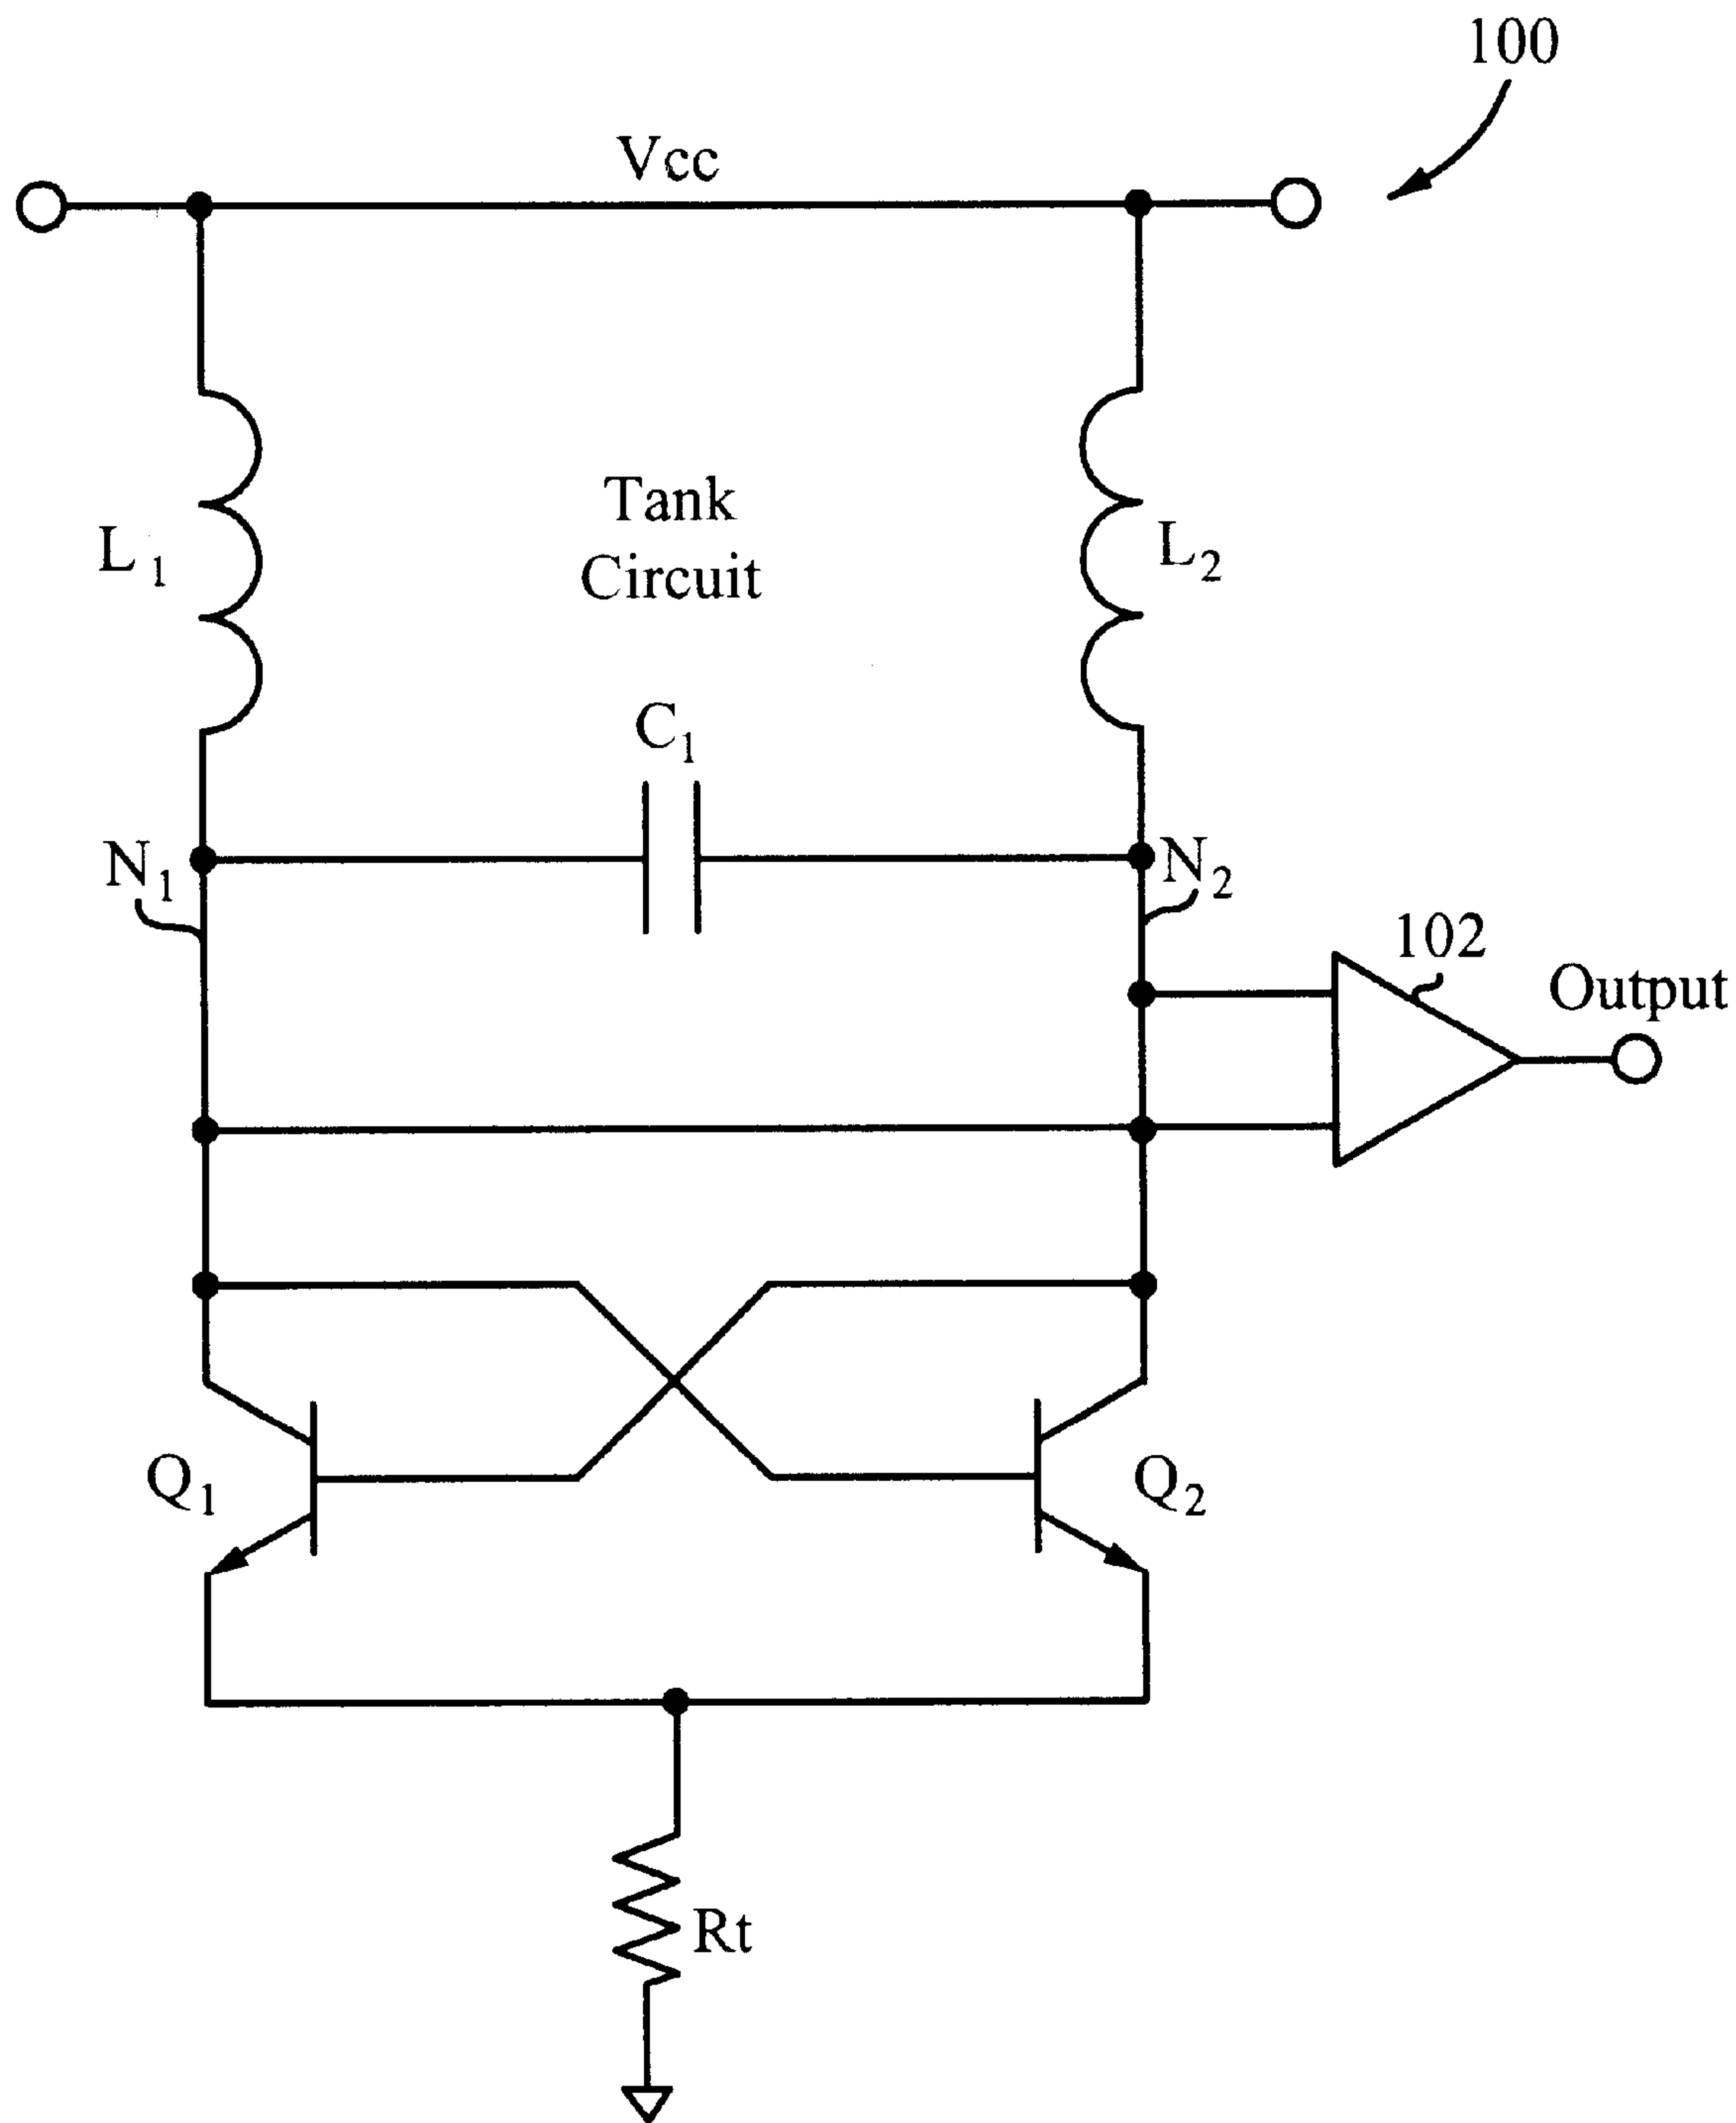 100
Vcc
Tank
Circuit
L1
L2
C1
N1
N2
102
Output
Q1
Q2
Rt